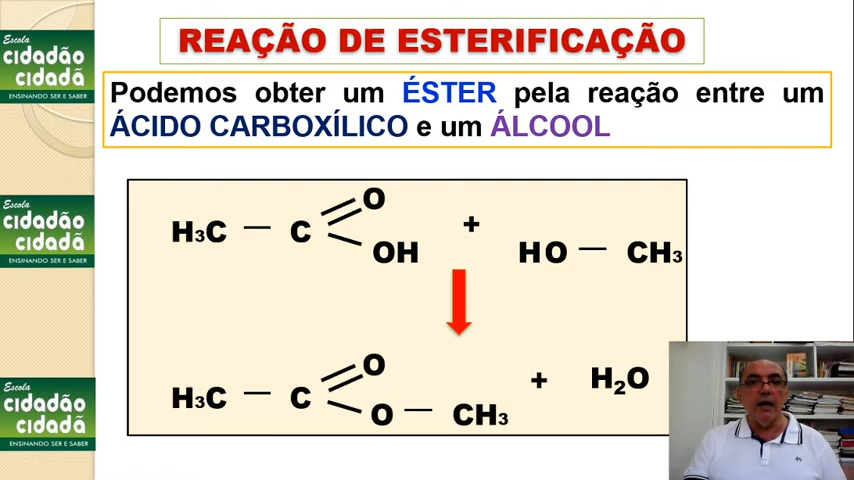 REAÇÃO DE ESTERIFICAÇÃO
Podemos obter um ÉSTER pela reação entre um
ÁCIDO CARBOXÍLICO e um ÁLCOOL
Escola
cidadão
cidadã
ENSINANDO SER E SABER
Escola
cidadão
cidadã
ENSINANDO SER E SABER
Escola
cidadão
cidadã
ENSINANDO SER E SABER
O
H₃C — C +
OH HO — CH₃
O
H₃C — C + H₂O
O — CH₃